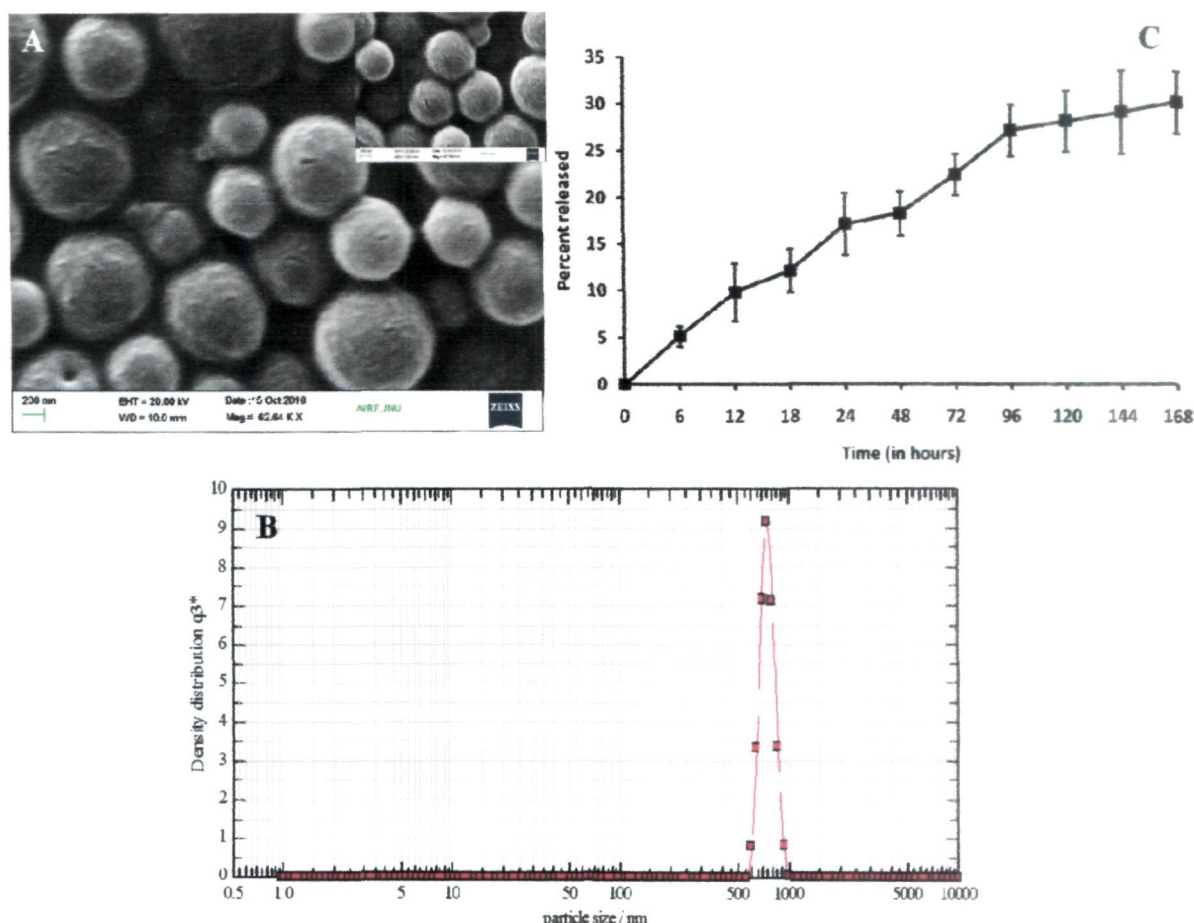 A
200 nm
EHT = 20.00 kV
WD = 10.0 mm
Date :15 Oct 2010
Mag = 62.64 K X
AIRF, JNU
ZEISS
C
35
30
25
20
15
10
5
0
Percent released
0 6 12 18 24 48 72 96 120 144 168
Time (in hours)
B
10
9
8
7
6
5
4
3
2
1
0
Density distribution q3*
0.5 1 0 5 10 50 100 500 1000 5000 10000
particle size / nm